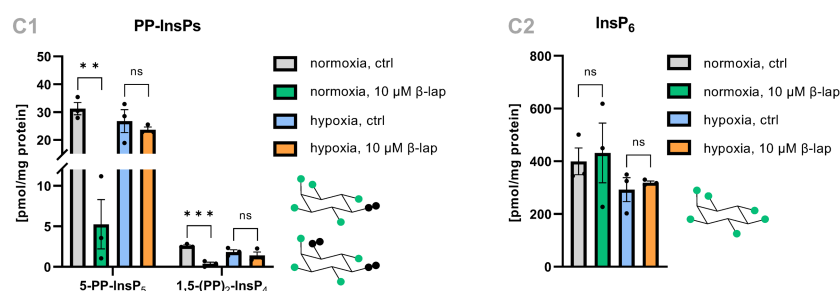 C1
PP-InsPs
[pmol/mg protein]
50
40
30
20
10
5
0
* *
ns
* * *
ns
5-PP-InsP5
1,5-(PP)2-InsP4
normoxia, ctrl
normoxia, 10 µM β-lap
hypoxia, ctrl
hypoxia, 10 µM β-lap
C2
InsP6
[pmol/mg protein]
800
600
400
200
0
ns
ns
normoxia, ctrl
normoxia, 10 µM β-lap
hypoxia, ctrl
hypoxia, 10 µM β-lap